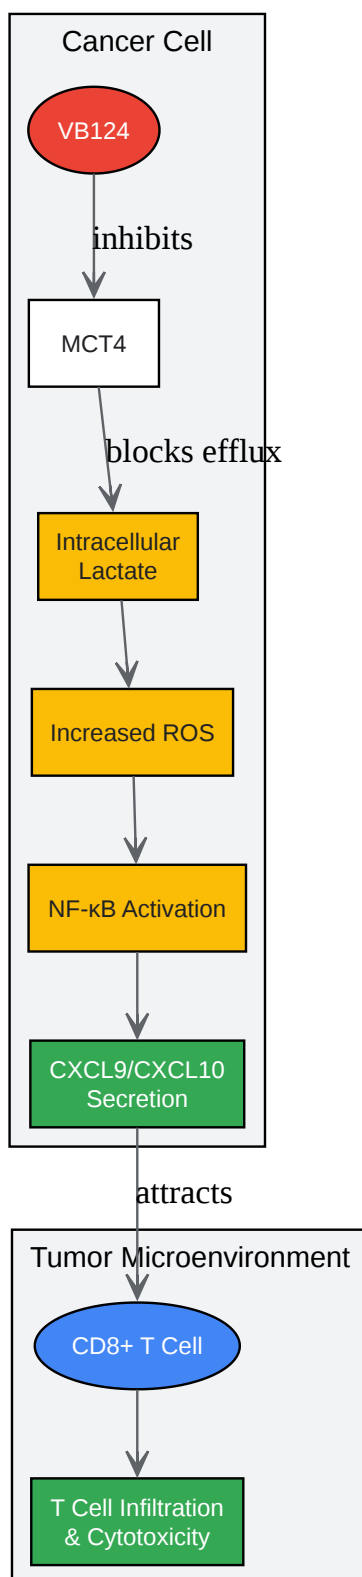 Cancer Cell
VB124
inhibits
MCT4
blocks efflux
Intracellular
Lactate
Increased ROS
NF-κB Activation
CXCL9/CXCL10
Secretion
attracts
Tumor Microenvironment
CD8+ T Cell
T Cell Infiltration
& Cytotoxicity